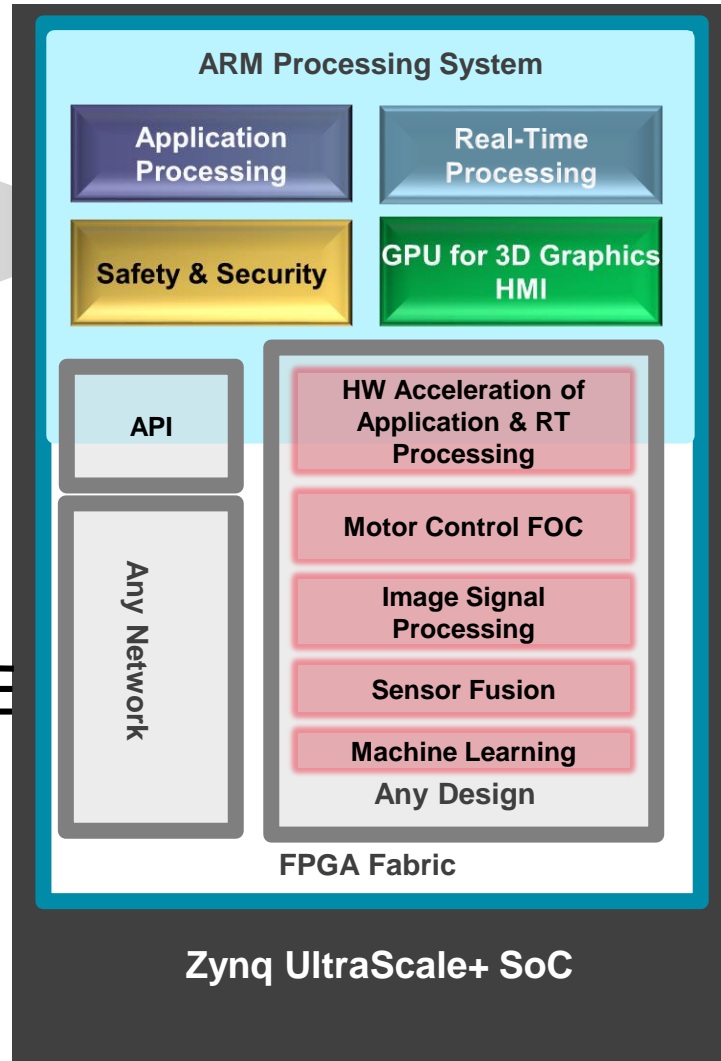 ARM Processing System
Application
Processing
Real-Time
Processing
Safety & Security
GPU for 3D Graphics
HMI
API
HW Acceleration of
Application & RT
Processing
Any Network
Motor Control FOC
Image Signal
Processing
Sensor Fusion
Machine Learning
Any Design
FPGA Fabric
Zynq UltraScale+ SoC